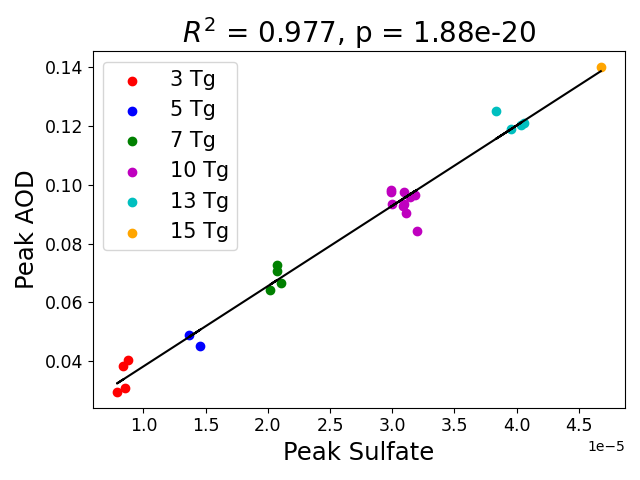 R² = 0.977, p = 1.88e-20
0.14
0.12
0.10
0.08
0.06
0.04
Peak AOD
3 Tg
5 Tg
7 Tg
10 Tg
13 Tg
15 Tg
1.0 1.5 2.0 2.5 3.0 3.5 4.0 4.5
1e−5
Peak Sulfate